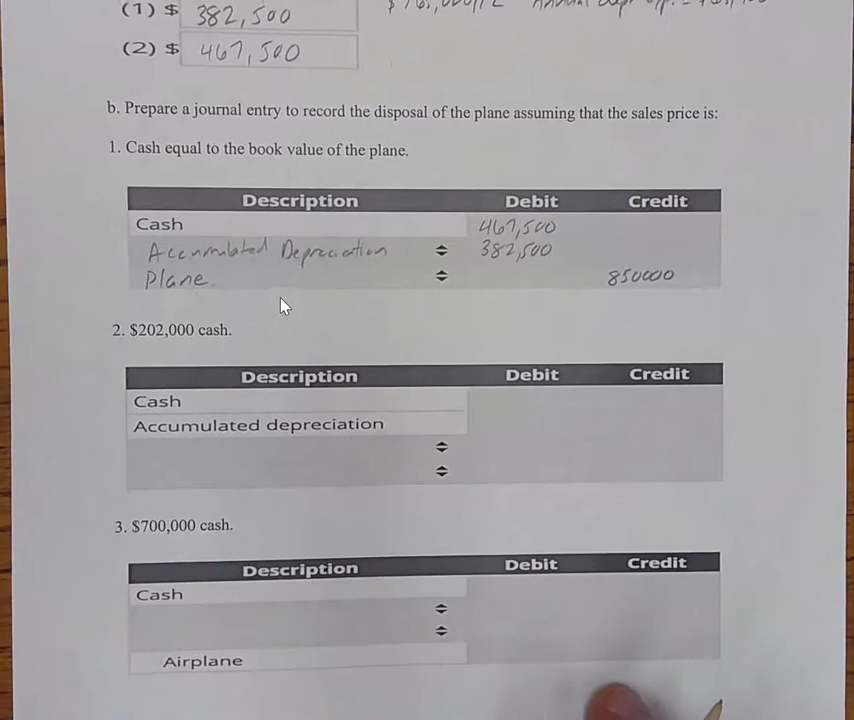 (1) $ 382,500
(2) $ 467,500
b. Prepare a journal entry to record the disposal of the plane assuming that the sales price is:
1. Cash equal to the book value of the plane.
Description Debit Credit
Cash 467,500
Accumulated Depreciation 382,500
Plane 850000
2. $202,000 cash.
Description Debit Credit
Cash
Accumulated depreciation
3. $700,000 cash.
Description Debit Credit
Cash
Airplane